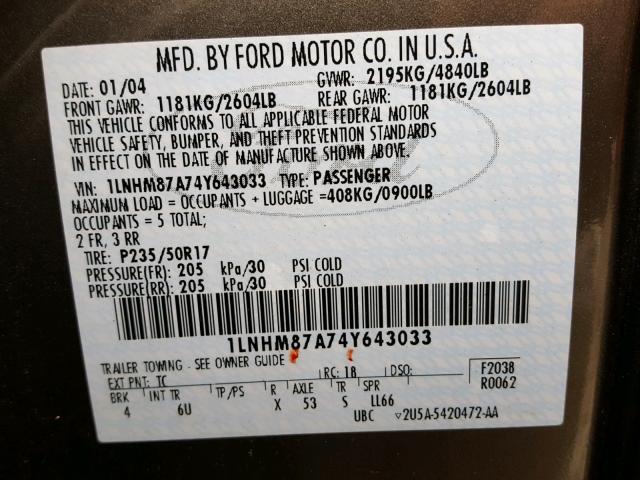 MFD. BY FORD MOTOR CO. IN U.S.A.
DATE: 01/04 GVWR: 2195KG/4840LB
FRONT GAWR: 1181KG/2604LB REAR GAWR: 1181KG/2604LB
THIS VEHICLE CONFORMS TO ALL APPLICABLE FEDERAL MOTOR
VEHICLE SAFETY, BUMPER, AND THEFT PREVENTION STANDARDS
IN EFFECT ON THE DATE OF MANUFACTURE SHOWN ABOVE.
VIN: 1LNHM87A74Y643033 TYPE: PASSENGER
MAXIMUM LOAD = OCCUPANTS + LUGGAGE =408KG/0900LB
OCCUPANTS = 5 TOTAL;
2 FR, 3 RR
TIRE: P235/50R17
PRESSURE(FR): 205 kPa/30 PSI COLD
PRESSURE(RR): 205 kPa/30 PSI COLD
1LNHM87A74Y643033
TRAILER TOWING - SEE OWNER GUIDE
EXT PNT: TC RC: 18 DSO: F2038
R0062
BRK INT TR TP/PS R AXLE TR SPR
4 6U X 53 S LL66
UBC ▽2U5A-5420472-AA